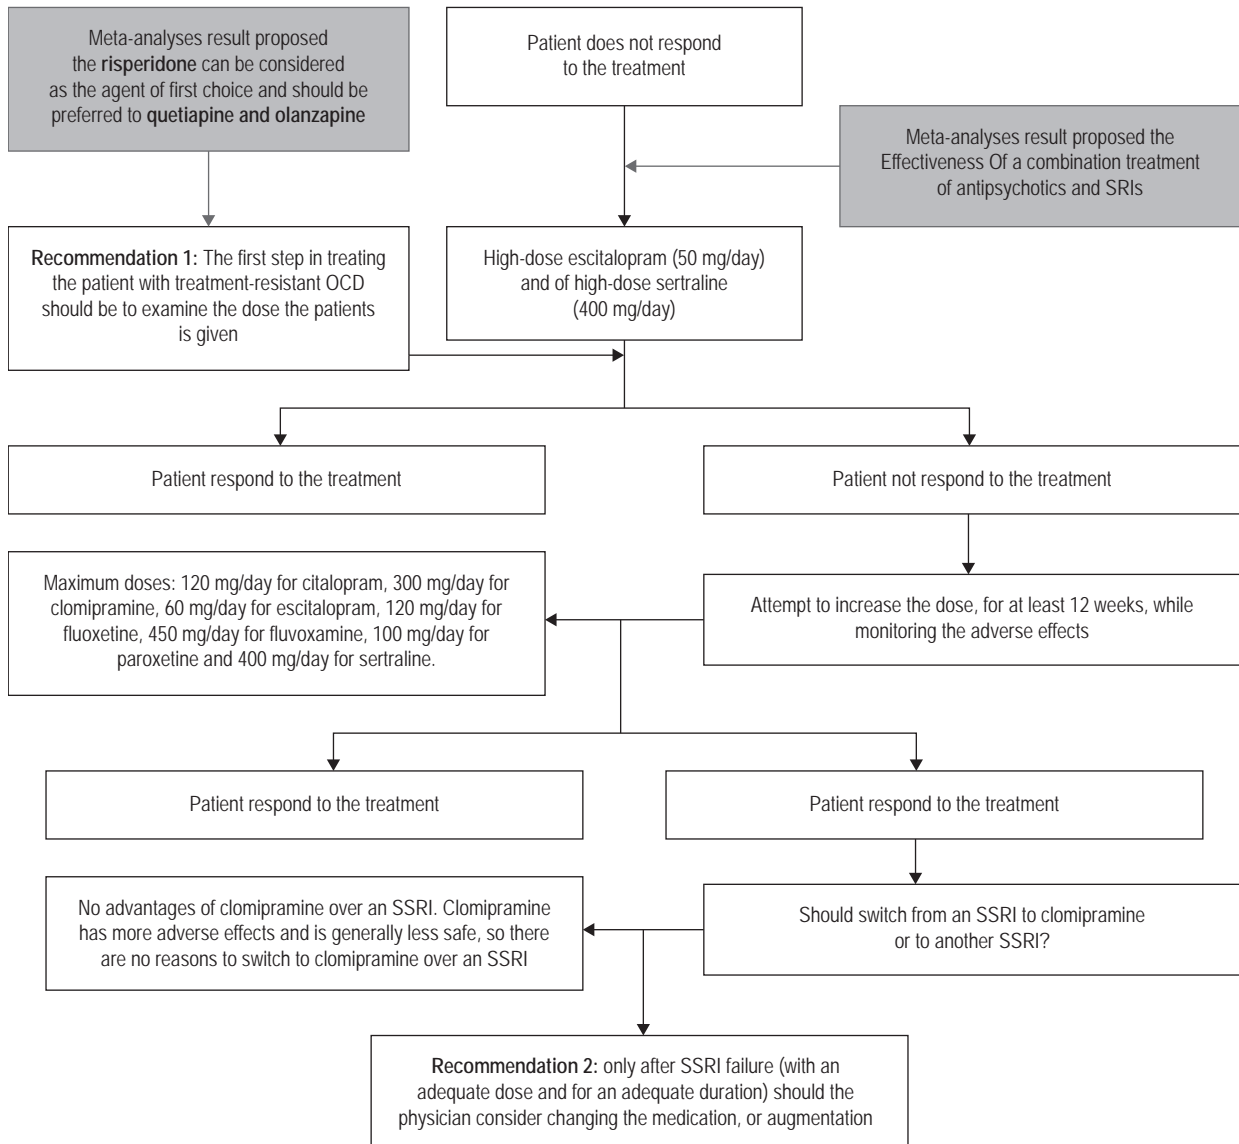 Meta-analyses result proposed
the risperidone can be considered
as the agent of first choice and should be
preferred to quetiapine and olanzapine
Patient does not respond
to the treatment
Meta-analyses result proposed the
Effectiveness Of a combination treatment
of antipsychotics and SRIs
Recommendation 1: The first step in treating
the patient with treatment-resistant OCD
should be to examine the dose the patients
is given
High-dose escitalopram (50 mg/day)
and of high-dose sertraline
(400 mg/day)
Patient respond to the treatment
Patient not respond to the treatment
Maximum doses: 120 mg/day for citalopram, 300 mg/day for
clomipramine, 60 mg/day for escitalopram, 120 mg/day for
fluoxetine, 450 mg/day for fluvoxamine, 100 mg/day for
paroxetine and 400 mg/day for sertraline.
Attempt to increase the dose, for at least 12 weeks, while
monitoring the adverse effects
Patient respond to the treatment
Patient respond to the treatment
No advantages of clomipramine over an SSRI. Clomipramine
has more adverse effects and is generally less safe, so there
are no reasons to switch to clomipramine over an SSRI
Should switch from an SSRI to clomipramine
or to another SSRI?
Recommendation 2: only after SSRI failure (with an
adequate dose and for an adequate duration) should the
physician consider changing the medication, or augmentation